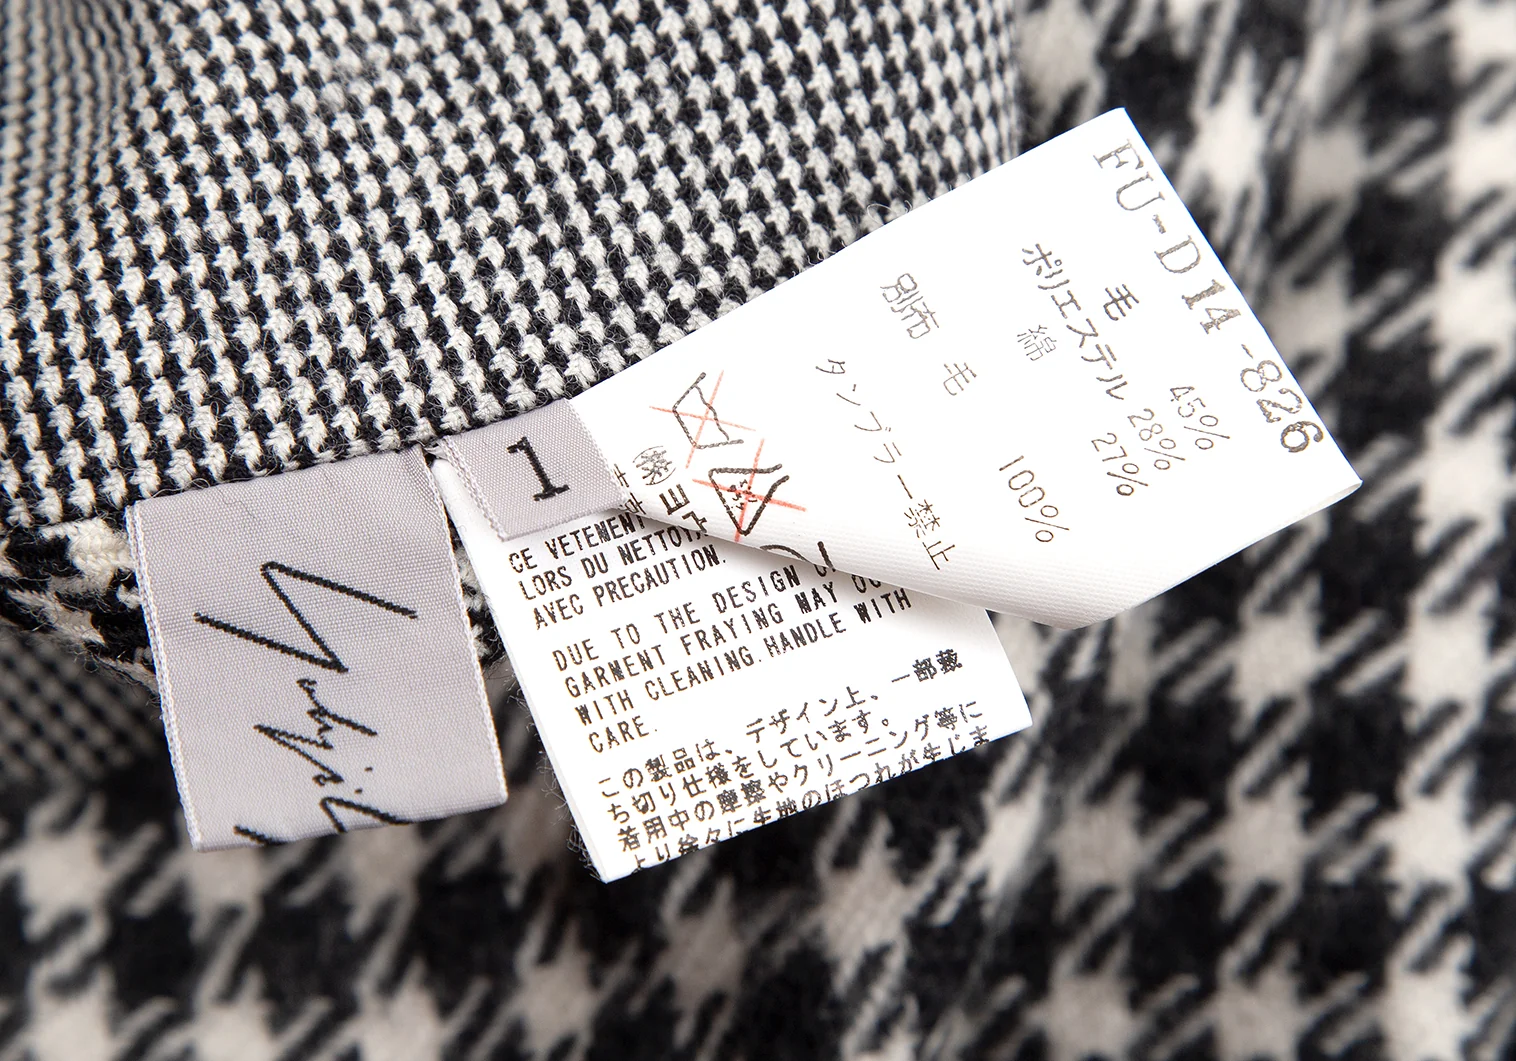 FU-D14-826
毛 45%
ポリエステル 28%
綿 27%
別布 毛 100%
タンブラー禁止
1
Yohji
㈱
CE VETEMENT
LORS DU
AVEC PRECAUTION.
DUE TO THE DESIGN
GARMENT FRAYING MAY
WITH CLEANING.HANDLE WITH
CARE.
この製品は、デザイン上、一部裁
ち切り仕様をしています。
着用中の摩擦やクリーニング等に
より徐々に生地のほつれが生じま